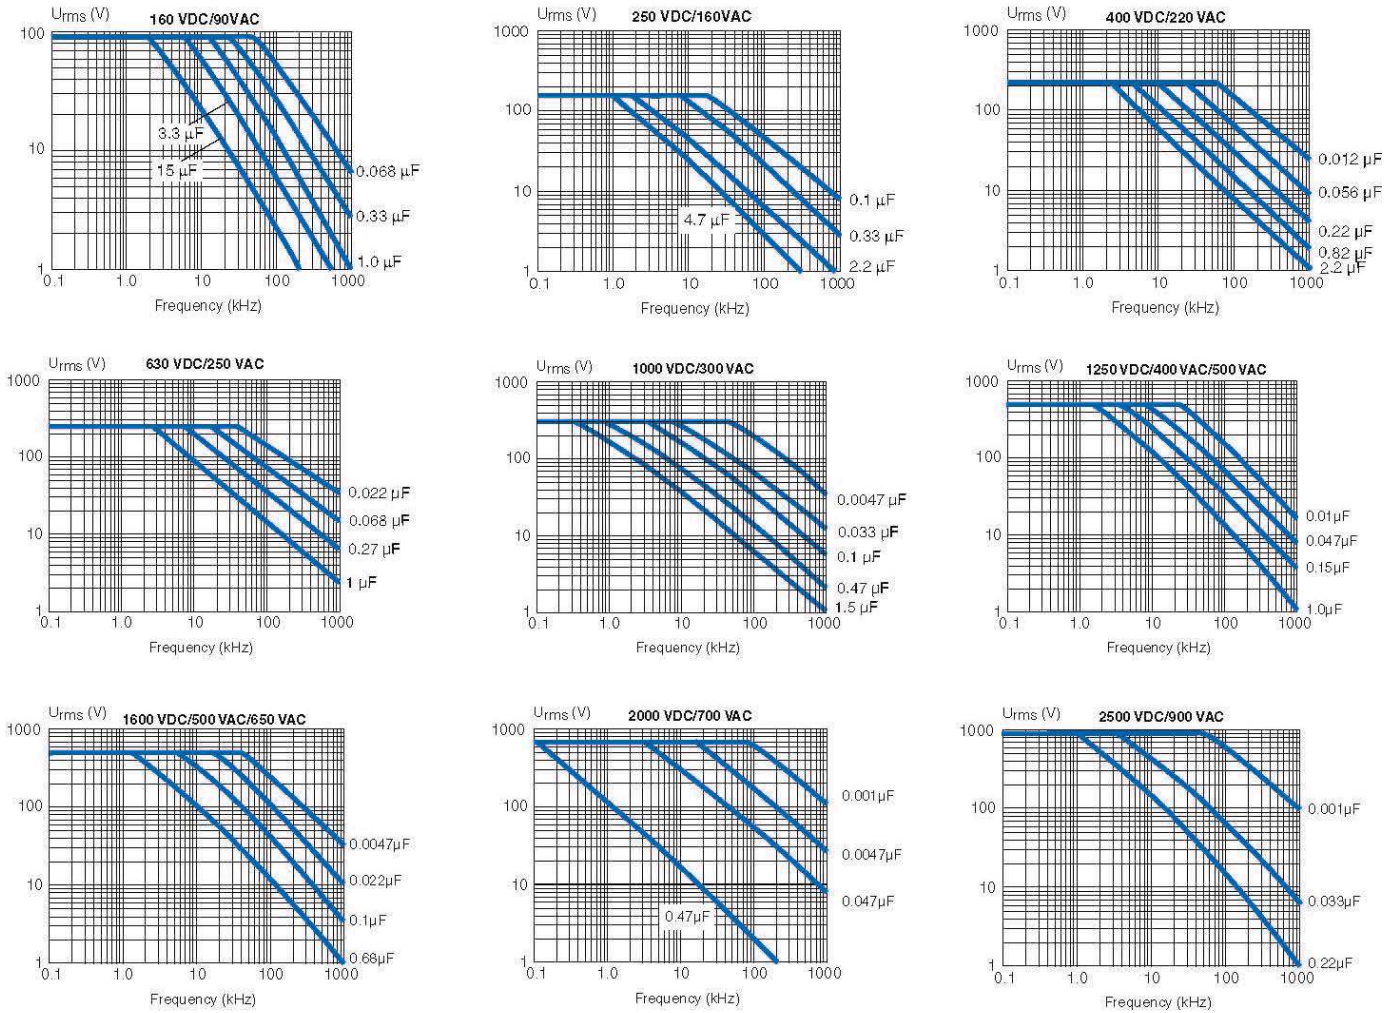 Urms (V) 160 VDC/90VAC
100
10
1
3.3 µF
15 µF
0.068 µF
0.33 µF
1.0 µF
0.1 1.0 10 100 1000
Frequency (kHz)
Urms (V) 250 VDC/160VAC
1000
100
10
1
4.7 µF
0.1 µF
0.33 µF
2.2 µF
0.1 1.0 10 100 1000
Frequency (kHz)
Urms (V) 400 VDC/220 VAC
1000
100
10
1
0.012 µF
0.056 µF
0.22 µF
0.82 µF
2.2 µF
0.1 1.0 10 100 1000
Frequency (kHz)
Urms (V) 630 VDC/250 VAC
1000
100
10
1
0.022 µF
0.068 µF
0.27 µF
1 µF
0.1 1.0 10 100 1000
Frequency (kHz)
Urms (V) 1000 VDC/300 VAC
1000
100
10
1
0.0047 µF
0.033 µF
0.1 µF
0.47 µF
1.5 µF
0.1 1.0 10 100 1000
Frequency (kHz)
Urms (V) 1250 VDC/400 VAC/500 VAC
1000
100
10
1
0.01µF
0.047µF
0.15µF
1.0µF
0.1 1.0 10 100 1000
Frequency (kHz)
Urms (V) 1600 VDC/500 VAC/650 VAC
1000
100
10
1
0.0047µF
0.022µF
0.1µF
0.68µF
0.1 1.0 10 100 1000
Frequency (kHz)
Urms (V) 2000 VDC/700 VAC
1000
100
10
1
0.47µF
0.001µF
0.0047µF
0.047µF
0.1 1.0 10 100 1000
Frequency (kHz)
Urms (V) 2500 VDC/900 VAC
1000
100
10
1
0.001µF
0.033µF
0.22µF
0.1 1.0 10 100 1000
Frequency (kHz)